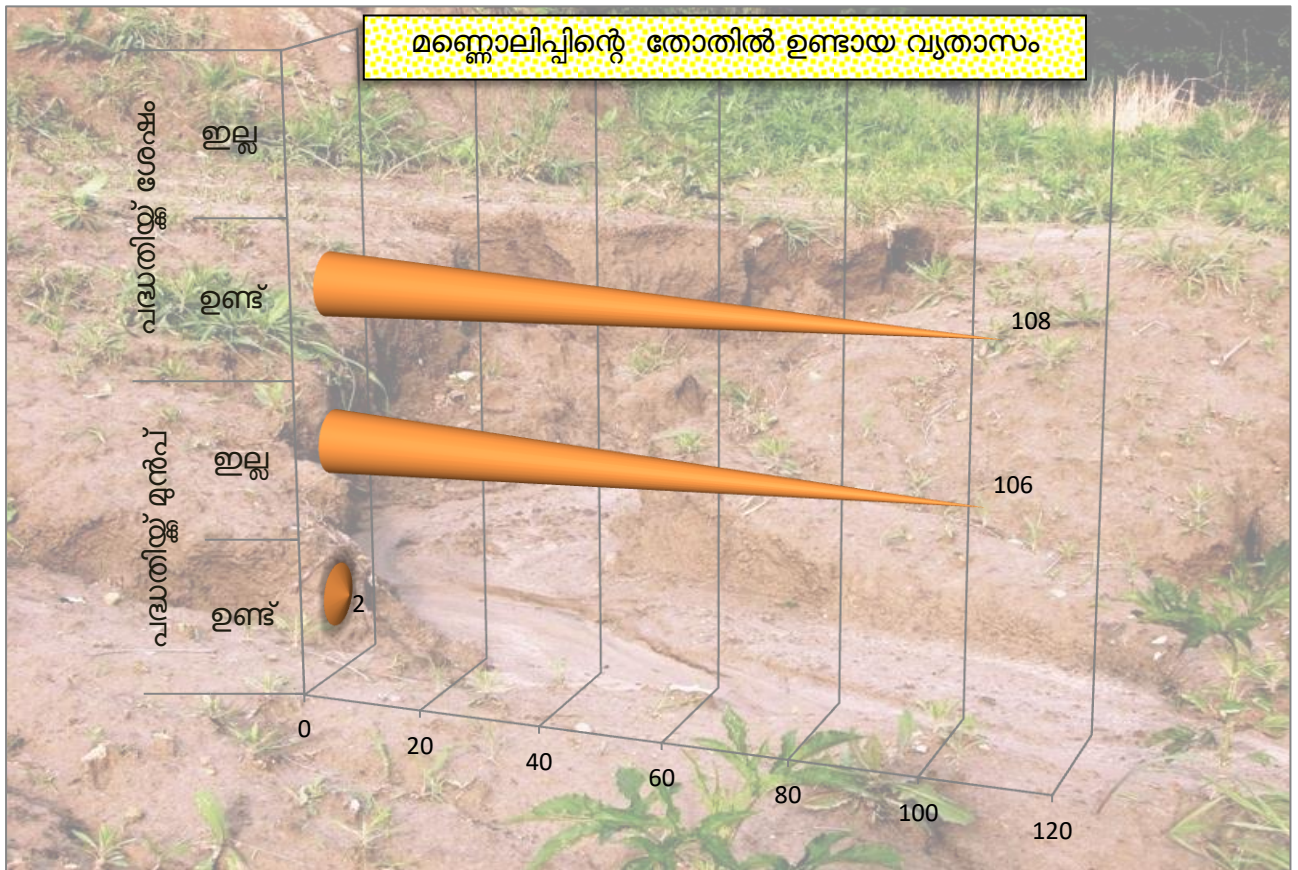 മണ്ണൊലിപ്പിന്റെ തോതിൽ ഉണ്ടായ വ്യതാസം
പദ്ധതിയ്ക്ക് ശേഷം
ഇല്ല
ഉണ്ട്
108
പദ്ധതിയ്ക്ക് മുൻപ്
ഇല്ല
106
ഉണ്ട്
2
0
20
40
60
80
100
120